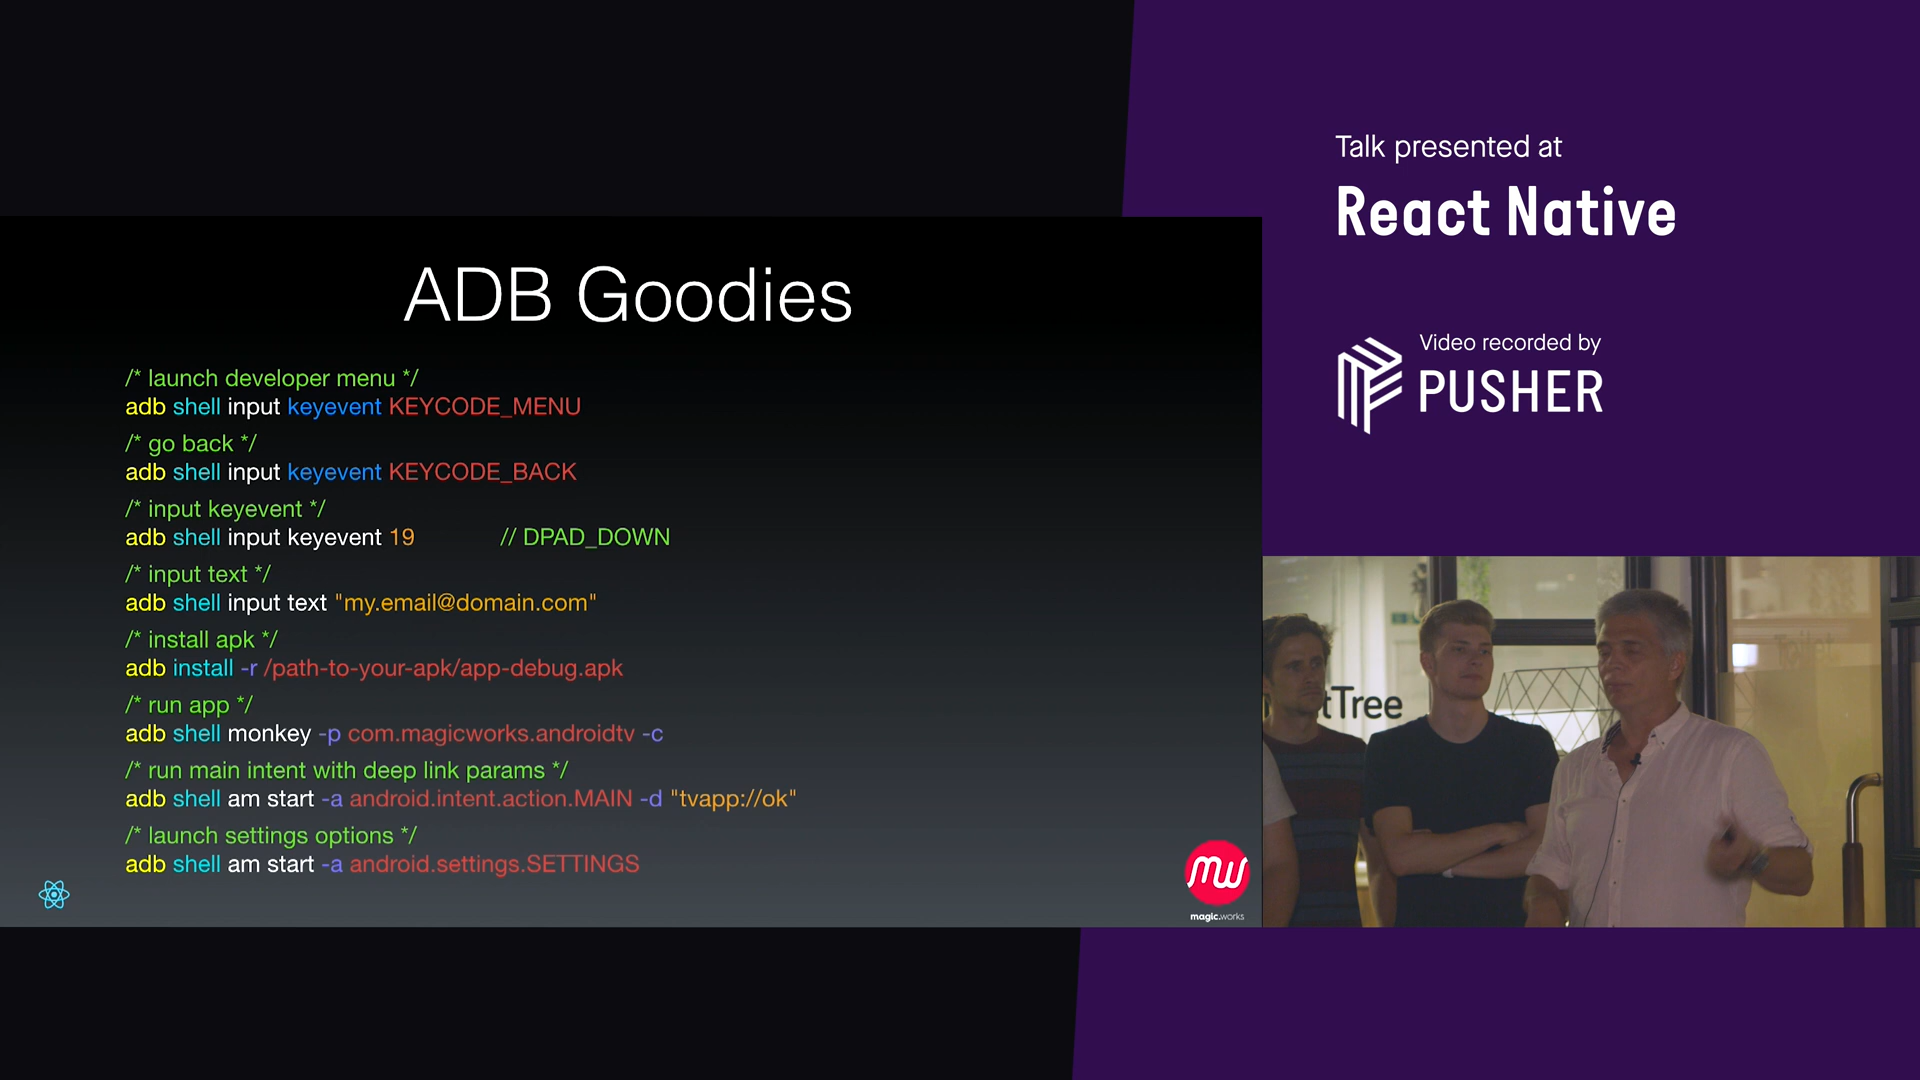 Talk presented at
React Native
Video recorded by
PUSHER
ADB Goodies
/* launch developer menu */
adb shell input keyevent KEYCODE_MENU
/* go back */
adb shell input keyevent KEYCODE_BACK
/* input keyevent */
adb shell input keyevent 19 // DPAD_DOWN
/* input text */
adb shell input text "my.email@domain.com"
/* install apk */
adb install -r /path-to-your-apk/app-debug.apk
/* run app */
adb shell monkey -p com.magicworks.androidtv -c
/* run main intent with deep link params */
adb shell am start -a android.intent.action.MAIN -d "tvapp://ok"
/* launch settings options */
adb shell am start -a android.settings.SETTINGS
mw
magic.works
tTree
Toilet